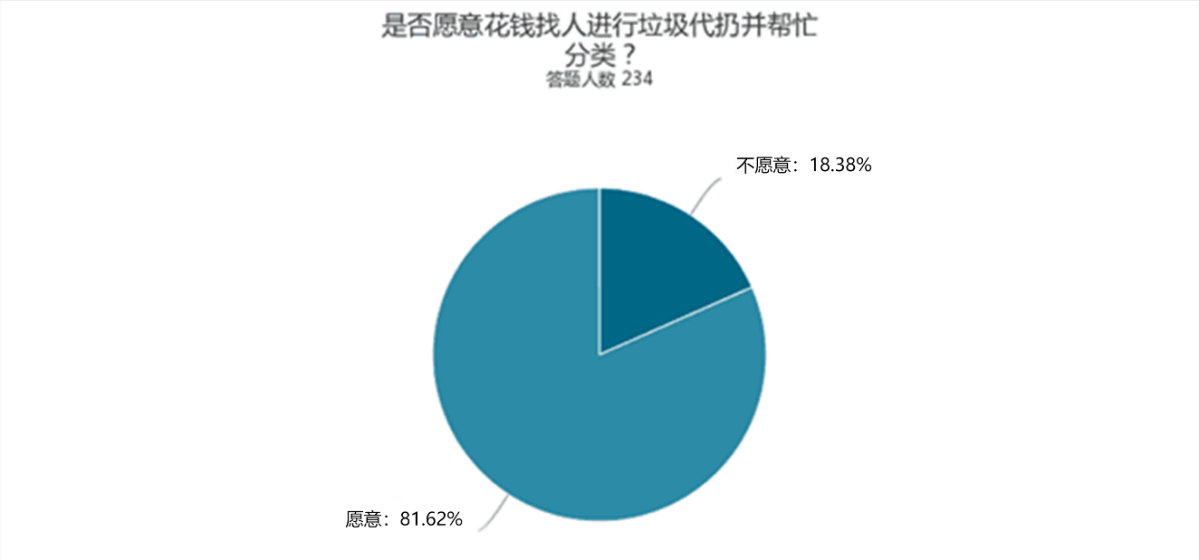 是否愿意花钱找人进行垃圾代扔并帮忙
分类？
答题人数 234
不愿意：18.38%
愿意：81.62%